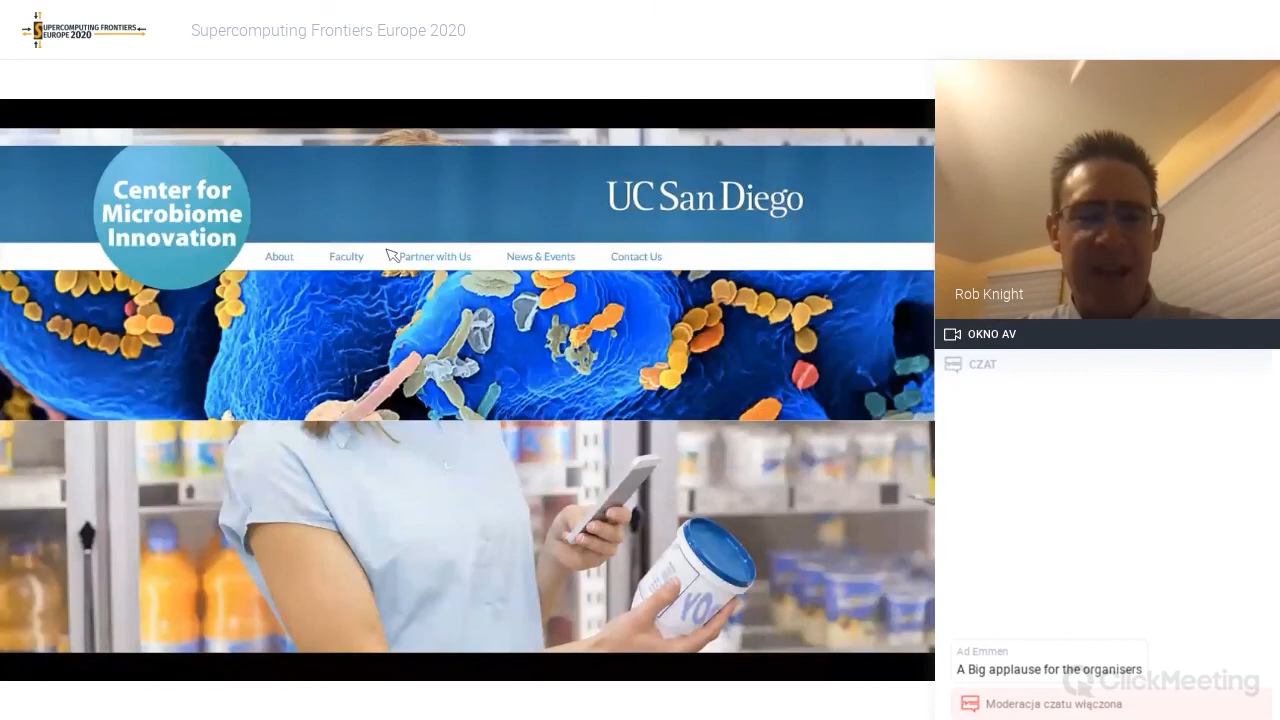 SUPERCOMPUTING FRONTIERS
EUROPE 2020
Supercomputing Frontiers Europe 2020
Center for
Microbiome
Innovation
UC San Diego
About Faculty Partner with Us News & Events Contact Us
YO
Rob Knight
OKNO AV
CZAT
Ad Emmen
A Big applause for the organisers
ClickMeeting
Moderacja czatu włączona